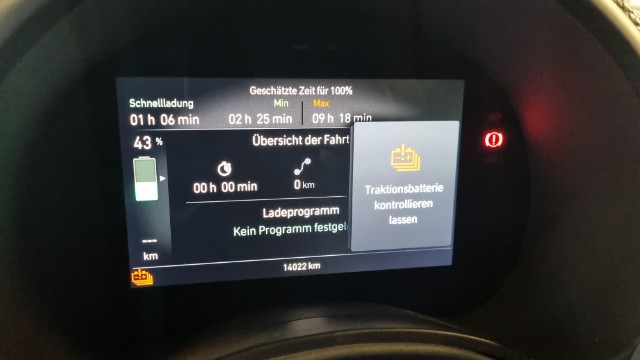 Geschätzte Zeit für 100%
Schnellladung Min Max
01 h 06 min 02 h 25 min 09 h 18 min
43 %
Übersicht der Fahrt
00 h 00 min 0 km
Traktionsbatterie
kontrollieren
lassen
Ladeprogramm
Kein Programm festgel
---
km
14022 km